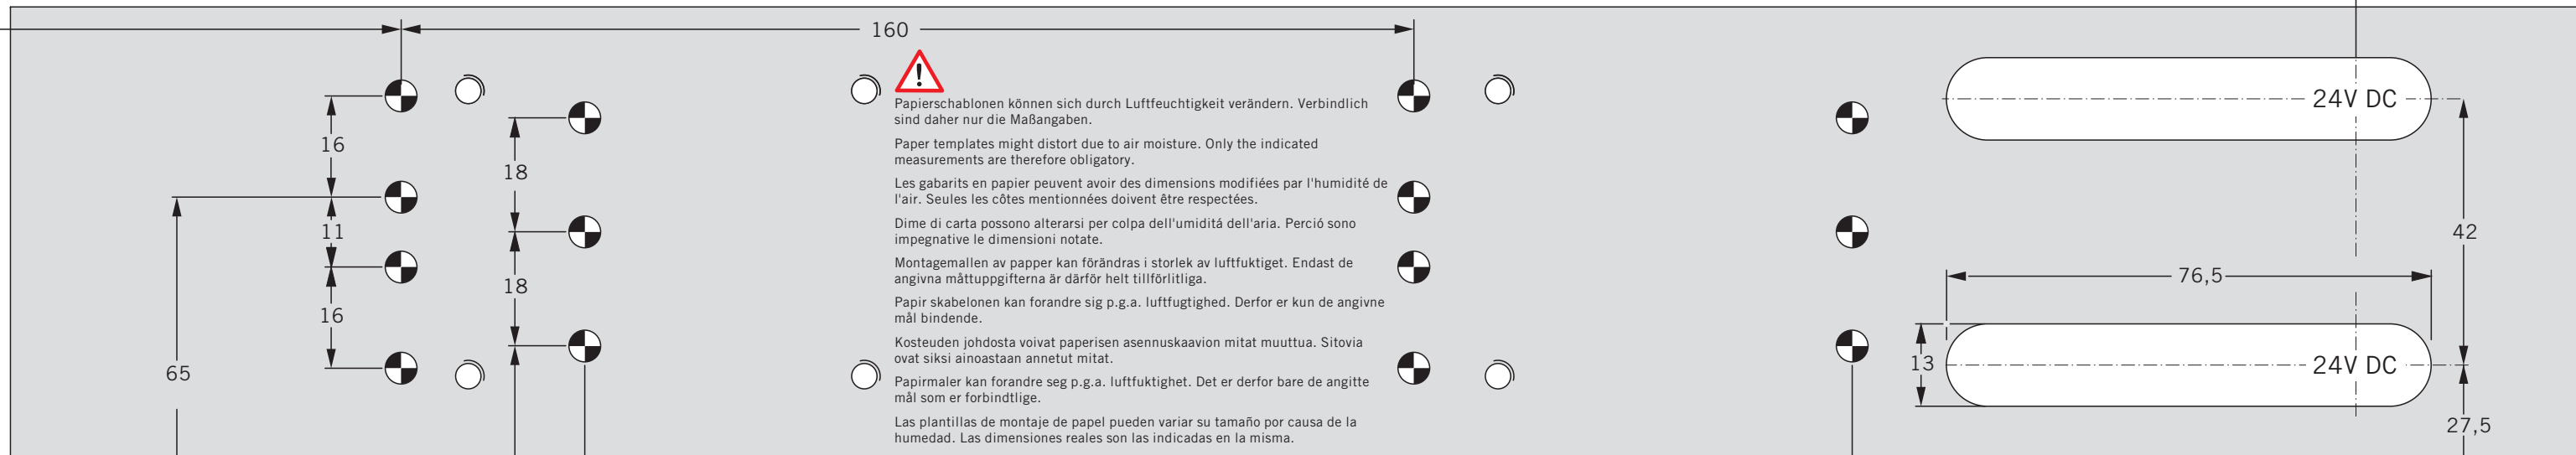 160
!
Papierschablonen können sich durch Luftfeuchtigkeit verändern. Verbindlich
sind daher nur die Maßangaben.
Paper templates might distort due to air moisture. Only the indicated
measurements are therefore obligatory.
Les gabarits en papier peuvent avoir des dimensions modifiées par l'humidité de
l'air. Seules les côtes mentionnées doivent être respectées.
Dime di carta possono alterarsi per colpa dell'umiditá dell'aria. Perció sono
impegnative le dimensioni notate.
Montagemallen av papper kan förändras i storlek av luftfuktiget. Endast de
angivna måttuppgifterna är därför helt tillförlitliga.
Papir skabelonen kan forandre sig p.g.a. luftfugtighed. Derfor er kun de angivne
mål bindende.
Kosteuden johdosta voivat paperisen asennuskaavion mitat muuttua. Sitovia
ovat siksi ainoastaan annetut mitat.
Papirmaler kan forandre seg p.g.a. luftfuktighet. Det er derfor bare de angitte
mål som er forbindtlige.
Las plantillas de montaje de papel pueden variar su tamaño por causa de la
humedad. Las dimensiones reales son las indicadas en la misma.
16
11
16
65
18
18
24V DC
42
76,5
13
24V DC
27,5